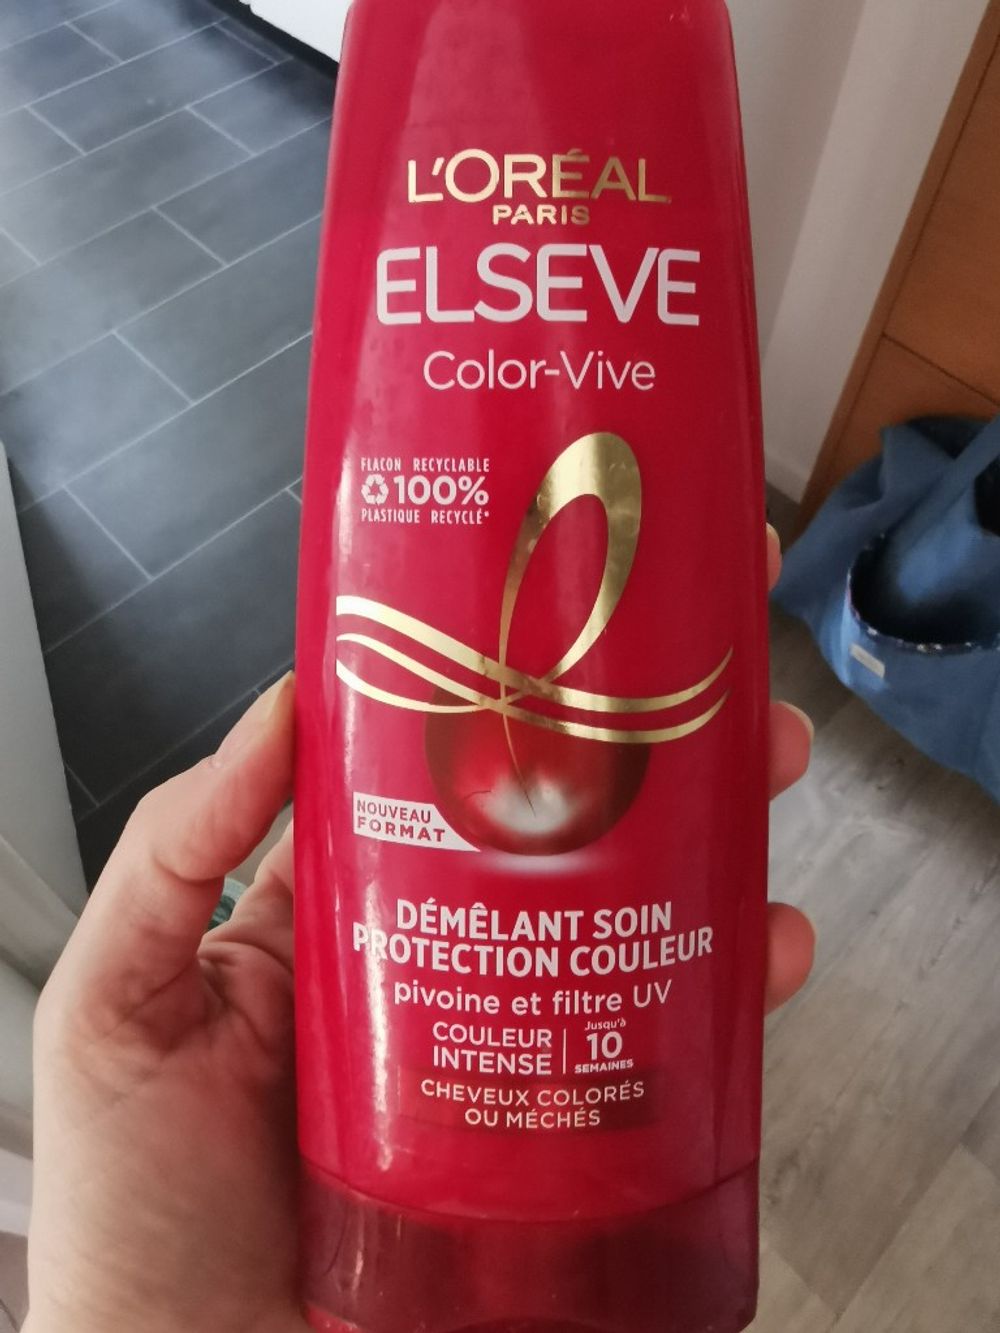 L'ORÉAL
PARIS
ELSEVE
Color-Vive
FLACON RECYCLABLE
100%
PLASTIQUE RECYCLÉ*
NOUVEAU
FORMAT
DÉMÊLANT SOIN
PROTECTION COULEUR
pivoine et filtre UV
COULEUR
INTENSE
Jusqu'à
10
SEMAINES
CHEVEUX COLORÉS
OU MÉCHÉS